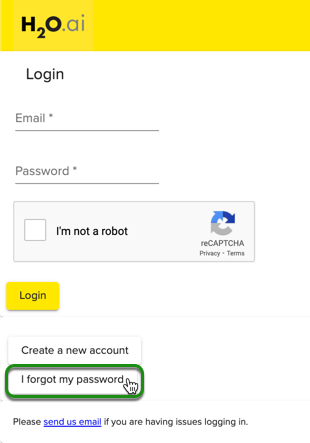 H2O.ai
Login
Email *
Password *
I'm not a robot
reCAPTCHA
Privacy - Terms
Login
Create a new account
I forgot my password
Please send us email if you are having issues logging in.